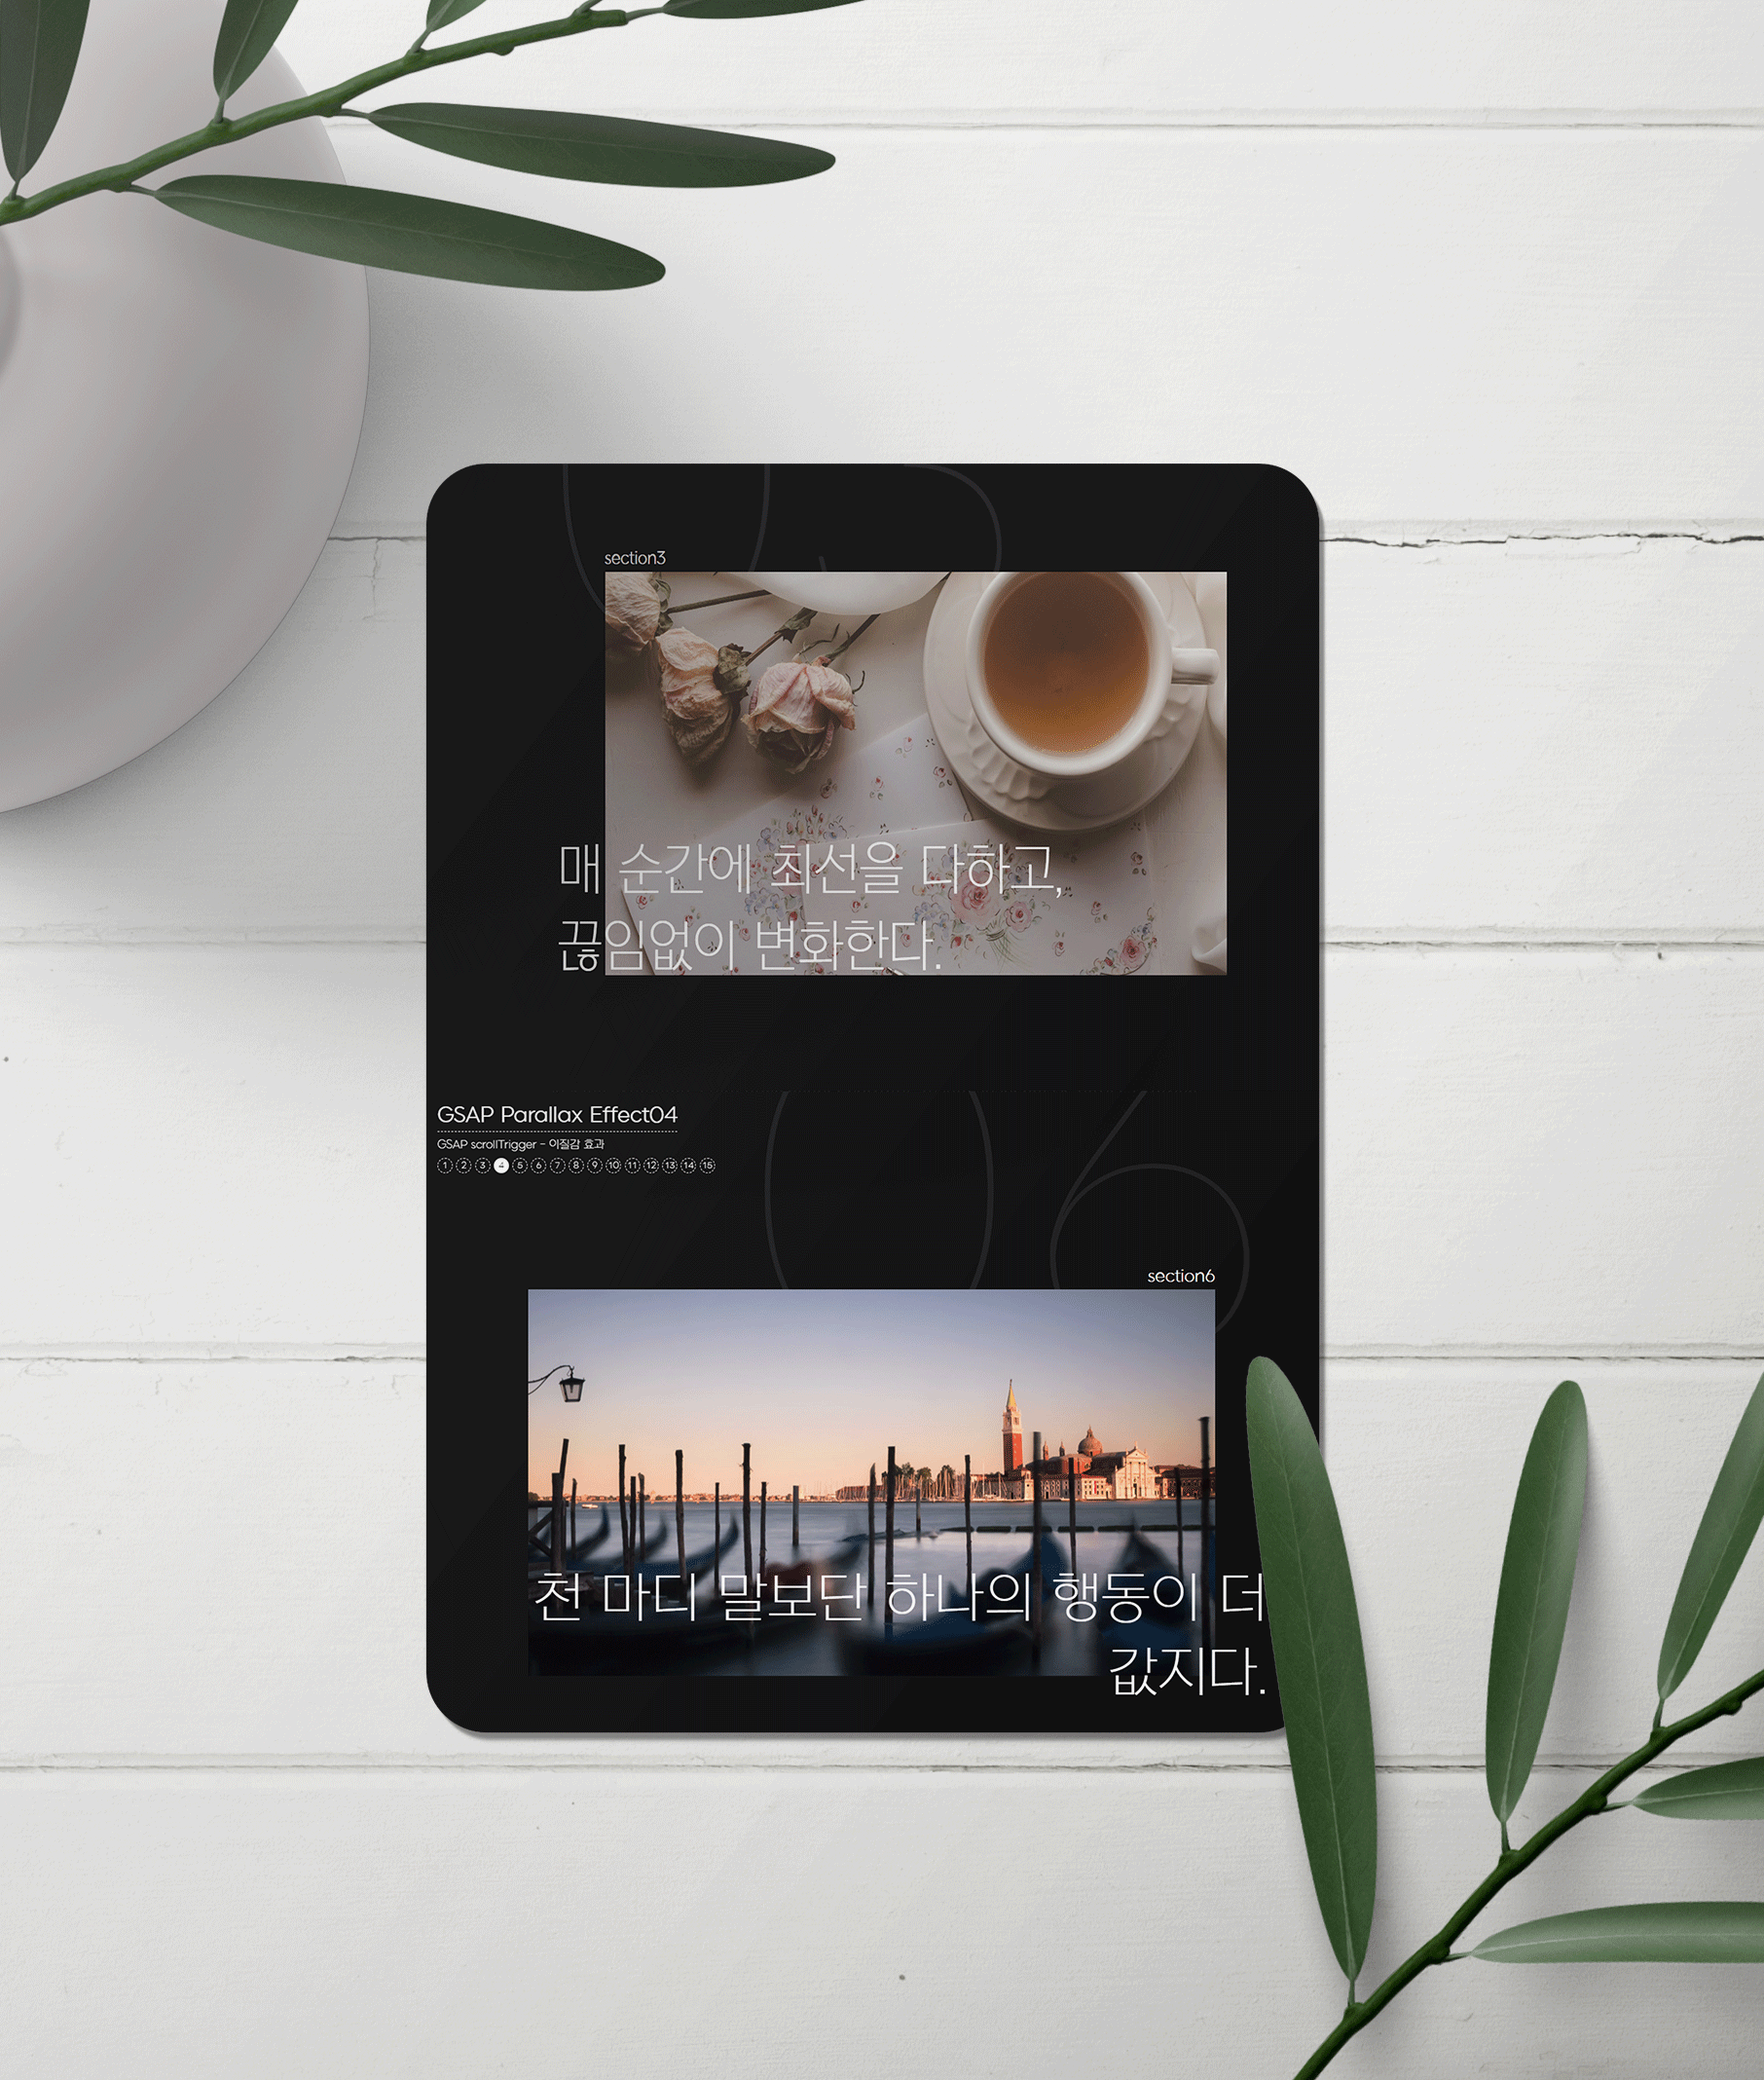 03
section3
매 순간에 최선을 다하고,
끊임없이 변화한다.
GSAP Parallax Effect04
GSAP scrollTrigger - 이질감 효과
1 2 3 4 5 6 7 8 9 10 11 12 13 14 15
06
section6
천 마디 말보단 하나의 행동이 더
값지다.